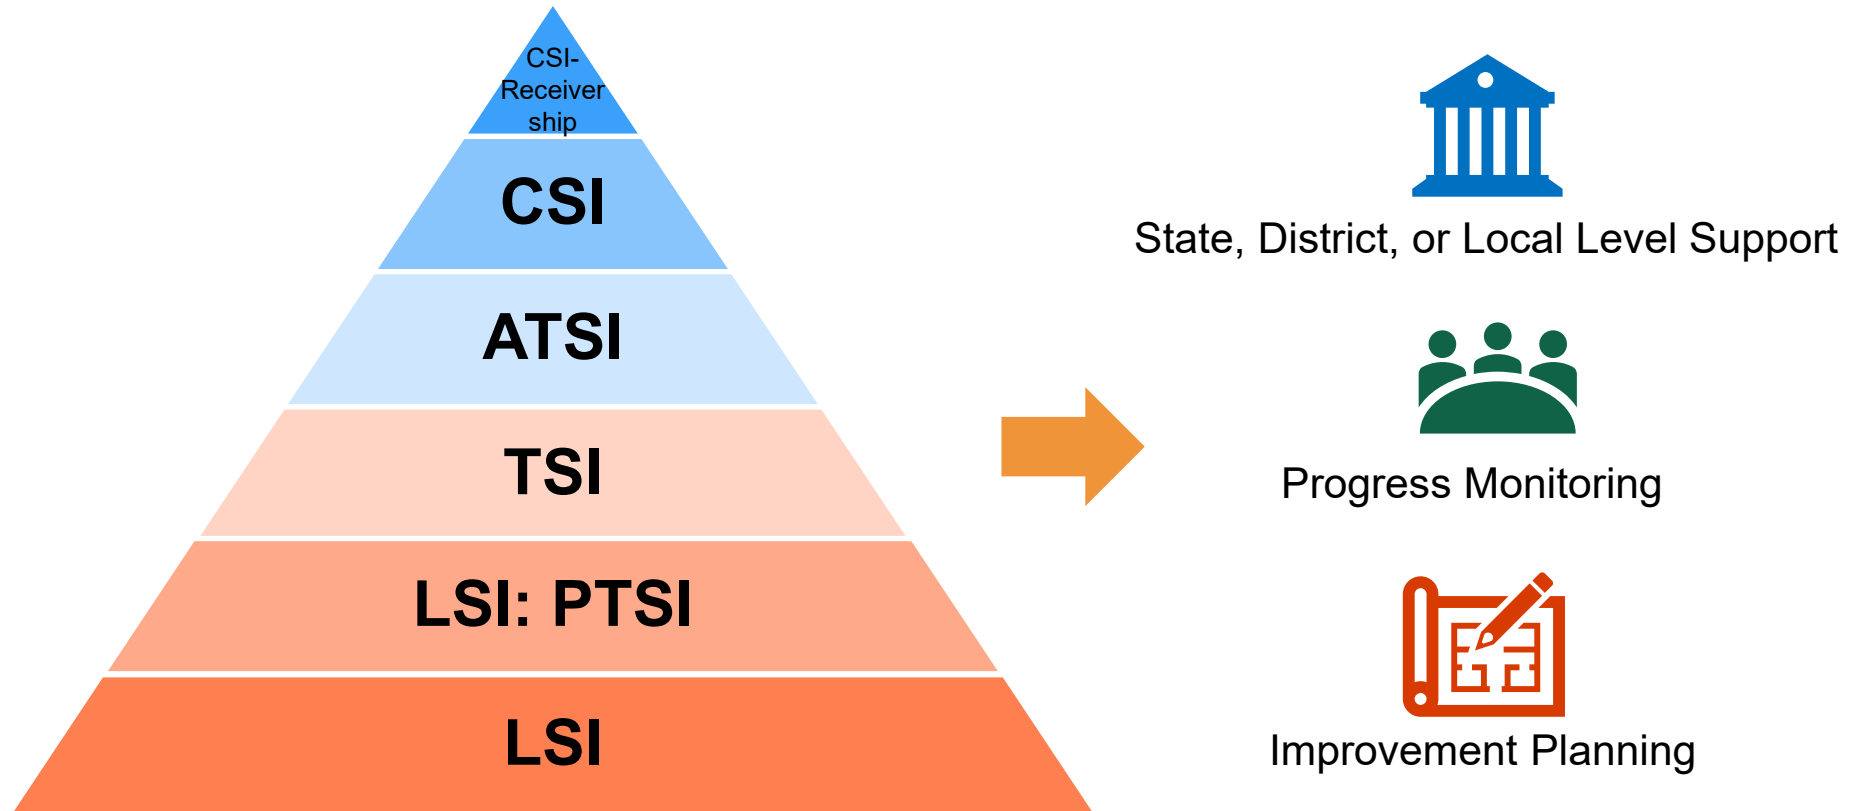 CSI-
Receiver
ship
CSI
ATSI
TSI
LSI: PTSI
LSI
State, District, or Local Level Support
Progress Monitoring
Improvement Planning